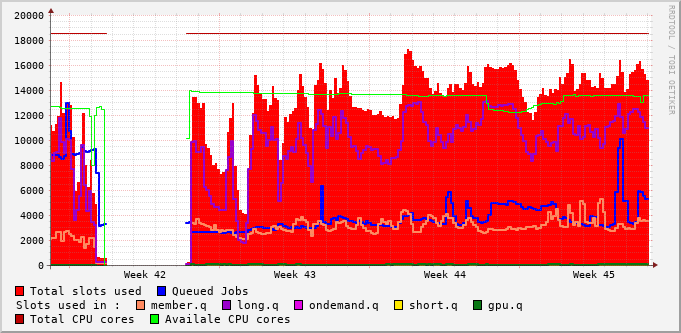 RRDTOOL / TOBI OETIKER
20000
18000
16000
14000
12000
10000
8000
6000
4000
2000
0
Week 42 Week 43 Week 44 Week 45
Total slots used Queued Jobs
Slots used in : member.q long.q ondemand.q short.q gpu.q
Total CPU cores Availale CPU cores